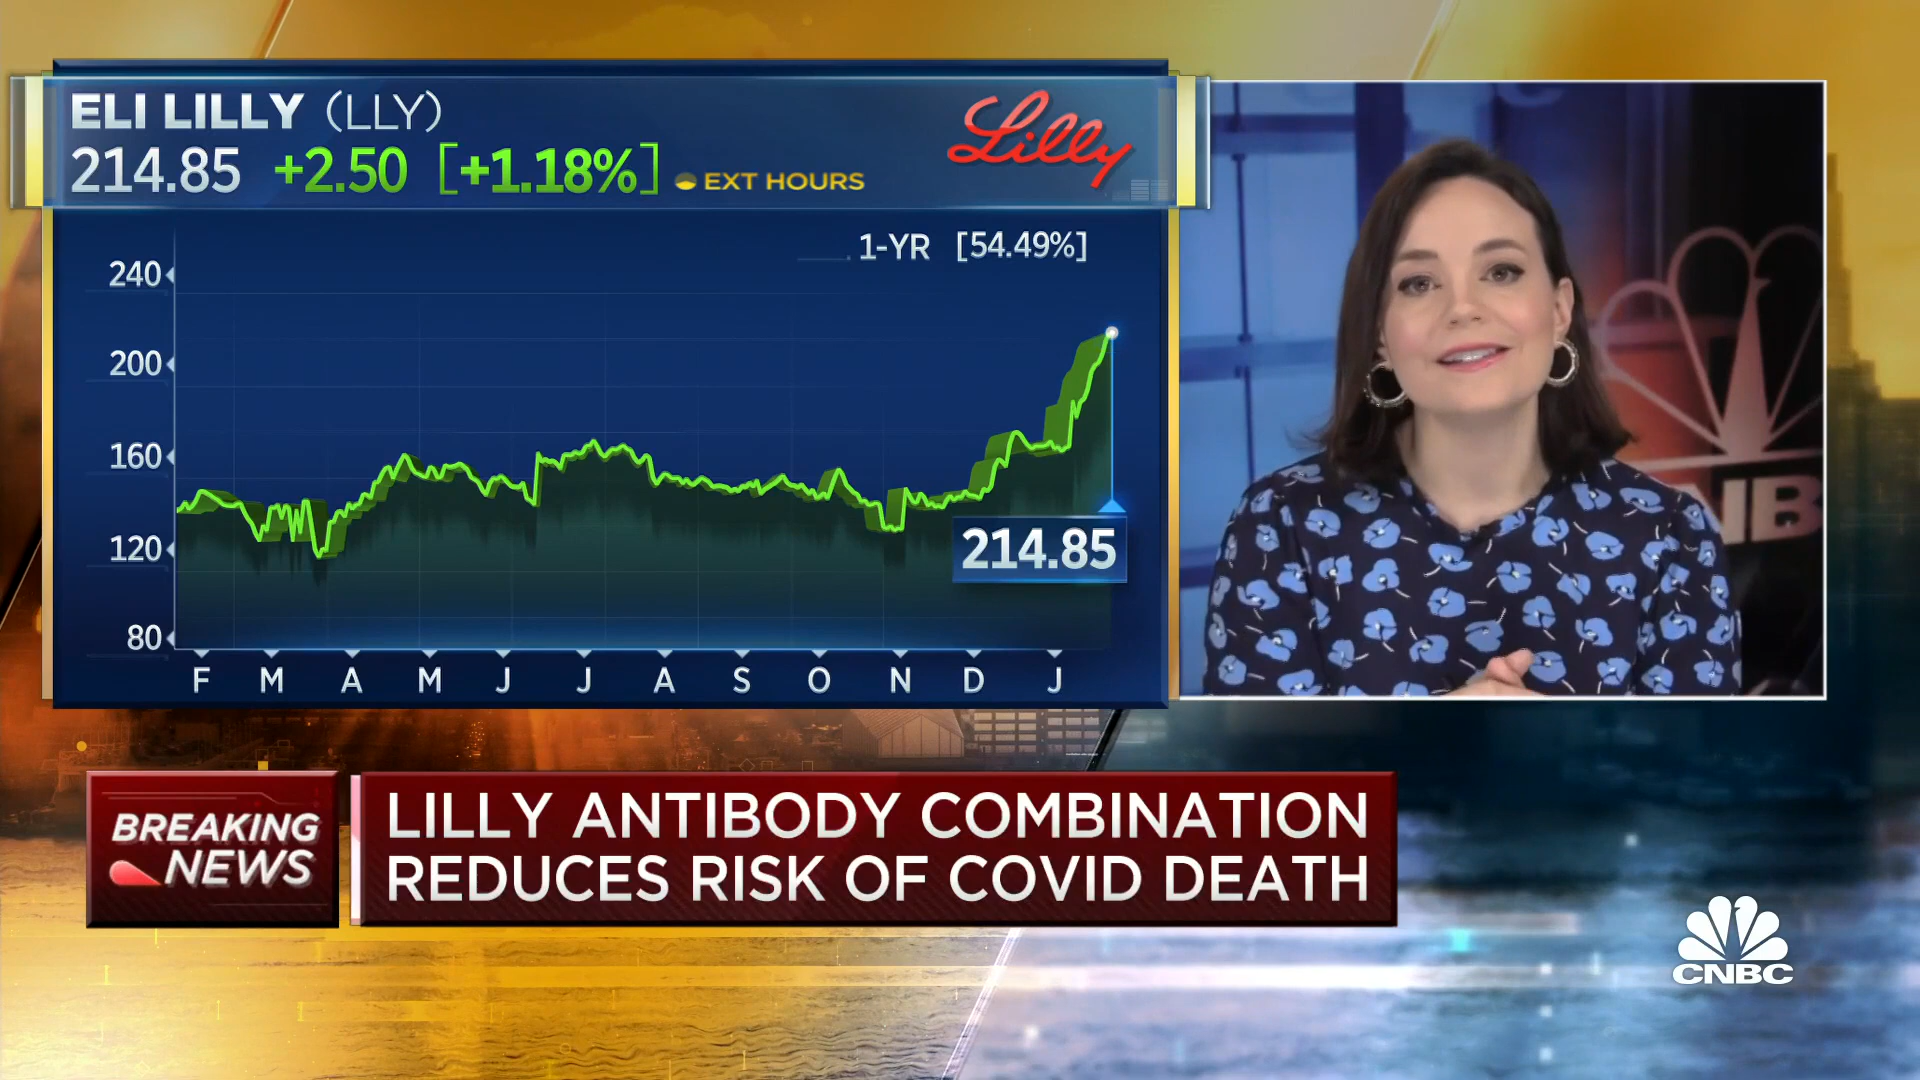 ELI LILLY (LLY)
214.85 +2.50 [+1.18%] EXT HOURS
Lilly
1-YR [54.49%]
240
200
160
120
80
214.85
F M A M J J A S O N D J
NB
BREAKING NEWS
LILLY ANTIBODY COMBINATION
REDUCES RISK OF COVID DEATH
CNBC